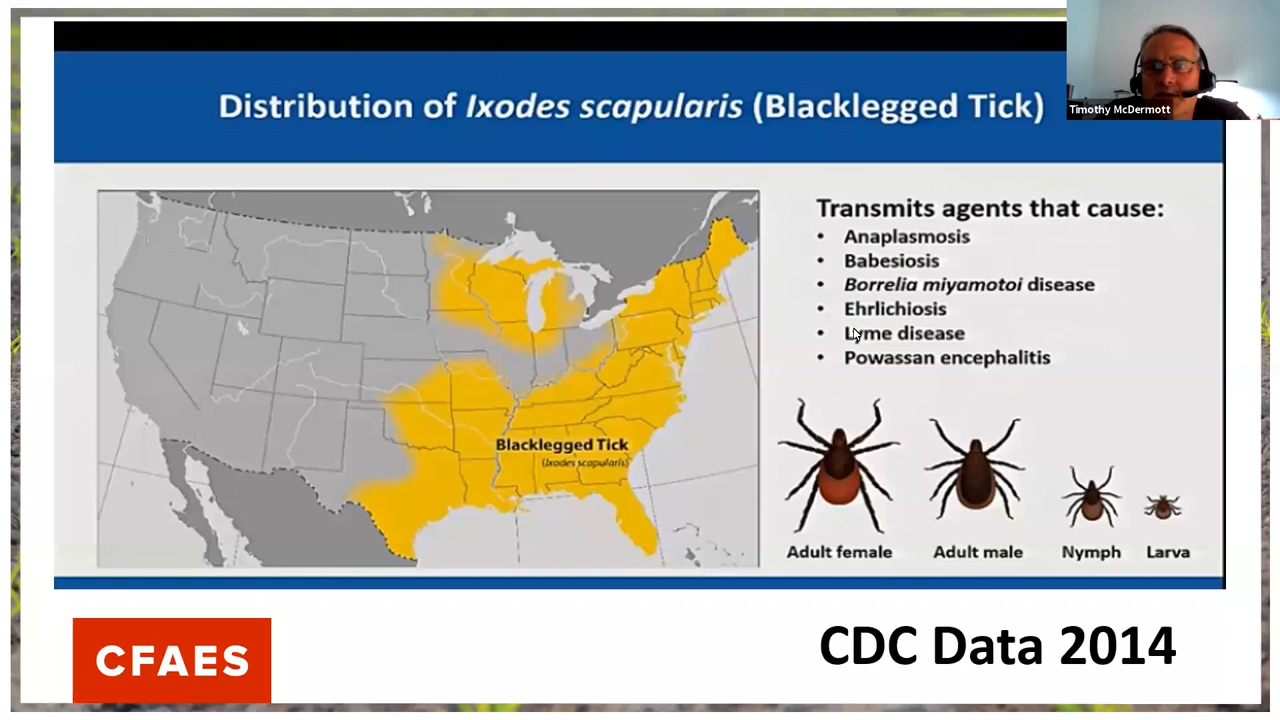 Distribution of Ixodes scapularis (Blacklegged Tick)
Timothy McDermott
Transmits agents that cause:
• Anaplasmosis
• Babesiosis
• Borrelia miyamotoi disease
• Ehrlichiosis
• Lyme disease
• Powassan encephalitis
Blacklegged Tick
(Ixodes scapularis)
Adult female
Adult male
Nymph
Larva
CFAES
CDC Data 2014